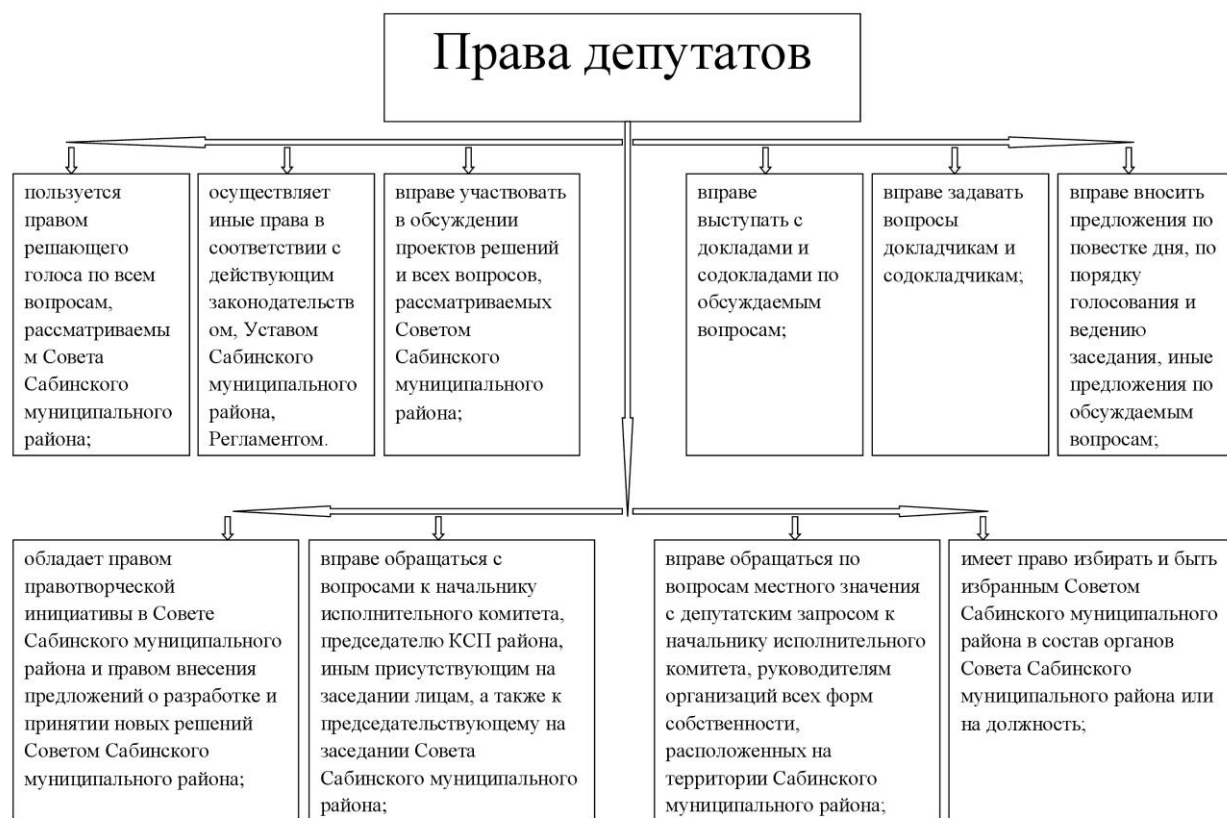 Права депутатов
пользуется
правом
решающего
голоса по всем
вопросам,
рассматриваемы
м Совета
Сабинского
муниципального
района;
осуществляет
иные права в
соответствии с
действующим
законодательств
ом, Уставом
Сабинского
муниципального
района,
Регламентом.
вправе участвовать
в обсуждении
проектов решений
и всех вопросов,
рассматриваемых
Советом
Сабинского
муниципального
района;
вправе
выступать с
докладами и
содокладами по
обсуждаемым
вопросам;
вправе задавать
вопросы
докладчикам и
содокладчикам;
вправе вносить
предложения по
повестке дня, по
порядку
голосования и
ведению
заседания, иные
предложения по
обсуждаемым
вопросам;
обладает правом
правотворческой
инициативы в Совете
Сабинского муниципального
района и правом внесения
предложений о разработке и
принятии новых решений
Советом Сабинского
муниципального района;
вправе обращаться с
вопросами к начальнику
исполнительного комитета,
председателю КСП района,
иным присутствующим на
заседании лицам, а также к
председательствующему на
заседании Совета
Сабинского муниципального
района;
вправе обращаться по
вопросам местного значения
с депутатским запросом к
начальнику исполнительного
комитета, руководителям
организаций всех форм
собственности,
расположенных на
территории Сабинского
муниципального района;
имеет право избирать и быть
избранным Советом
Сабинского муниципального
района в состав органов
Совета Сабинского
муниципального района или
на должность;